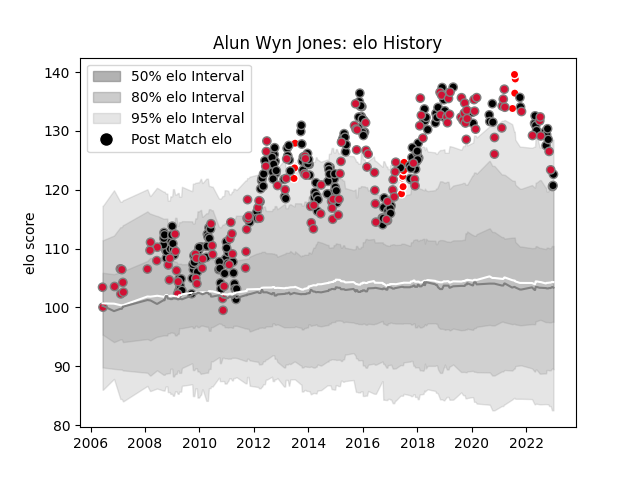 Alun Wyn Jones: elo History
50% elo Interval
80% elo Interval
95% elo Interval
Post Match elo
elo score
140
130
120
110
100
90
80
2006 2008 2010 2012 2014 2016 2018 2020 2022